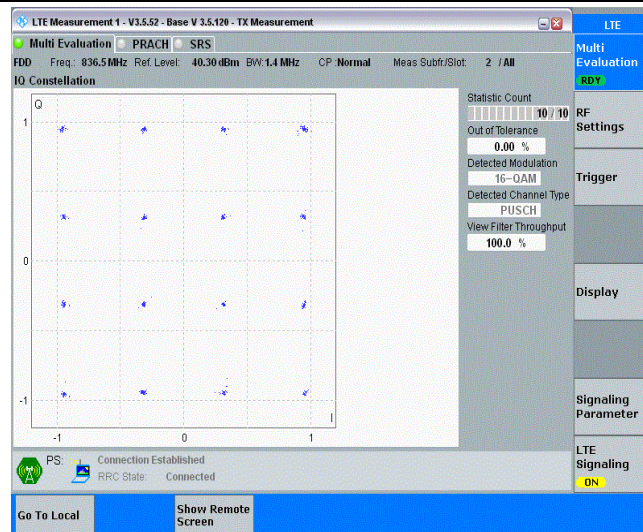 LTE Measurement 1 - V3.5.52 - Base V 3.5.120 - TX Measurement
LTE
Multi Evaluation PRACH SRS
FDD Freq.: 836.5 MHz Ref. Level: 40.30 dBm BW:1.4 MHz CP :Normal Meas Subfr./Slot: 2 / All
IQ Constellation
Q
1
0
-1
-1 0 1
I
Statistic Count
10 / 10
Out of Tolerance
0.00 %
Detected Modulation
16-QAM
Detected Channel Type
PUSCH
View Filter Throughput
100.0 %
Multi
Evaluation
RDY
RF
Settings
Trigger
Display
Signaling
Parameter
LTE
Signaling
ON
PS: Connection Established
RRC State: Connected
Go To Local
Show Remote
Screen